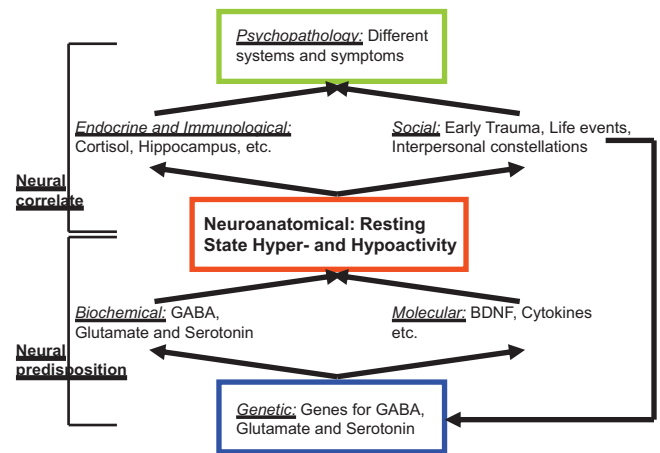 Psychopathology: Different
systems and symptoms
Endocrine and Immunological:
Cortisol, Hippocampus, etc.
Social: Early Trauma, Life events,
Interpersonal constellations
Neural
correlate
Neuroanatomical: Resting
State Hyper- and Hypoactivity
Biochemical: GABA,
Glutamate and Serotonin
Molecular: BDNF, Cytokines
etc.
Neural
predisposition
Genetic: Genes for GABA,
Glutamate and Serotonin